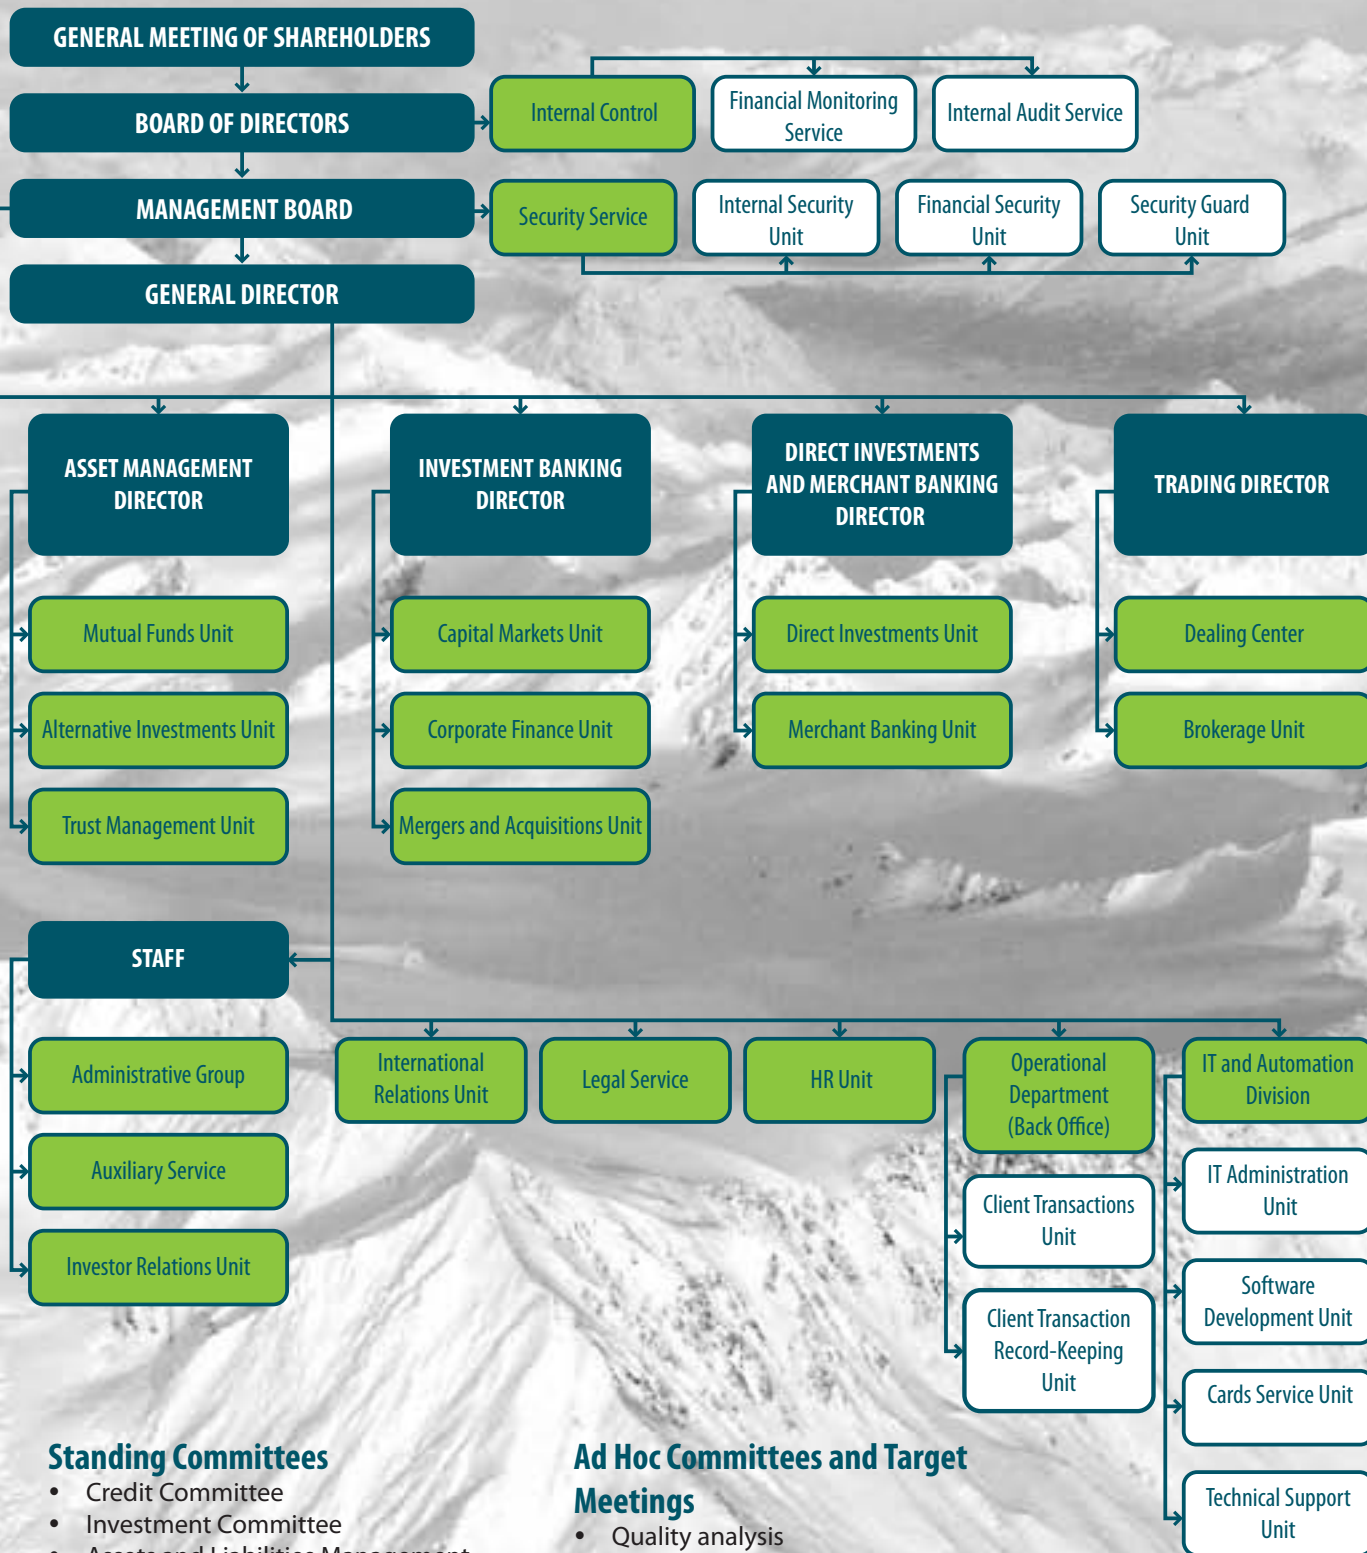 GENERAL MEETING OF SHAREHOLDERS
BOARD OF DIRECTORS
Internal Control
Financial Monitoring
Service
Internal Audit Service
MANAGEMENT BOARD
Security Service
Internal Security
Unit
Financial Security
Unit
Security Guard
Unit
GENERAL DIRECTOR
ASSET MANAGEMENT
DIRECTOR
INVESTMENT BANKING
DIRECTOR
DIRECT INVESTMENTS
AND MERCHANT BANKING
DIRECTOR
TRADING DIRECTOR
Mutual Funds Unit
Capital Markets Unit
Direct Investments Unit
Dealing Center
Alternative Investments Unit
Corporate Finance Unit
Merchant Banking Unit
Brokerage Unit
Trust Management Unit
Mergers and Acquisitions Unit
STAFF
Administrative Group
Auxiliary Service
Investor Relations Unit
International
Relations Unit
Legal Service
HR Unit
Operational
Department
(Back Office)
Client Transactions
Unit
Client Transaction
Record-Keeping
Unit
IT and Automation
Division
IT Administration
Unit
Software
Development Unit
Cards Service Unit
Technical Support
Unit
Standing Committees
• Credit Committee
• Investment Committee
• Assets and Liabilities Management
Ad Hoc Committees and Target
Meetings
• Quality analysis